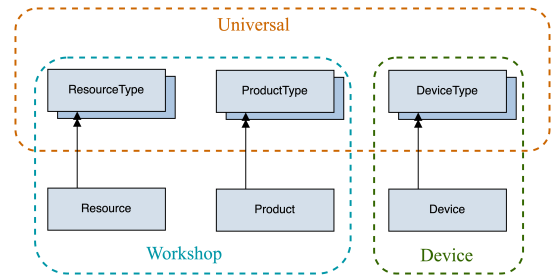 Universal
ResourceType
ProductType
DeviceType
Resource
Product
Device
Workshop
Device